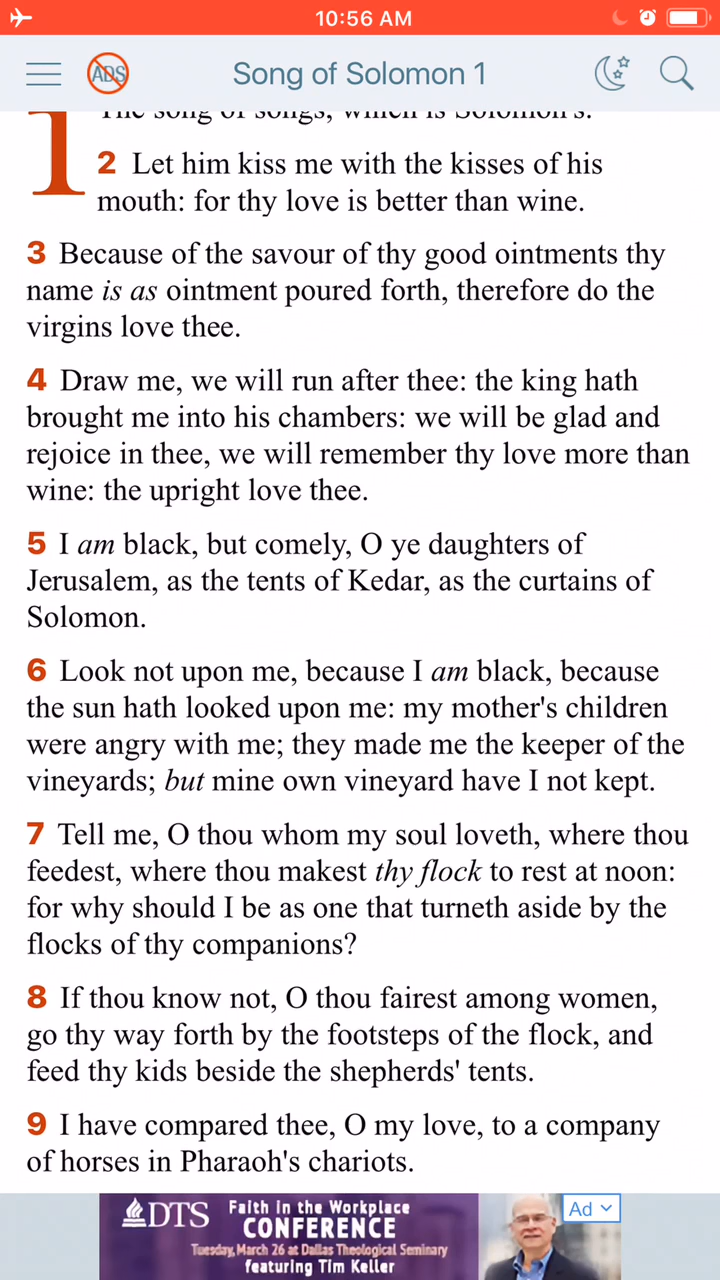 10:56 AM
ADS
Song of Solomon 1
1 The song of songs, which is Solomon's.
2 Let him kiss me with the kisses of his
mouth: for thy love is better than wine.
3 Because of the savour of thy good ointments thy
name is as ointment poured forth, therefore do the
virgins love thee.
4 Draw me, we will run after thee: the king hath
brought me into his chambers: we will be glad and
rejoice in thee, we will remember thy love more than
wine: the upright love thee.
5 I am black, but comely, O ye daughters of
Jerusalem, as the tents of Kedar, as the curtains of
Solomon.
6 Look not upon me, because I am black, because
the sun hath looked upon me: my mother's children
were angry with me; they made me the keeper of the
vineyards; but mine own vineyard have I not kept.
7 Tell me, O thou whom my soul loveth, where thou
feedest, where thou makest thy flock to rest at noon:
for why should I be as one that turneth aside by the
flocks of thy companions?
8 If thou know not, O thou fairest among women,
go thy way forth by the footsteps of the flock, and
feed thy kids beside the shepherds' tents.
9 I have compared thee, O my love, to a company
of horses in Pharaoh's chariots.
DTS
Faith in the Workplace
CONFERENCE
Tuesday, March 26 at Dallas Theological Seminary
featuring Tim Keller
Ad